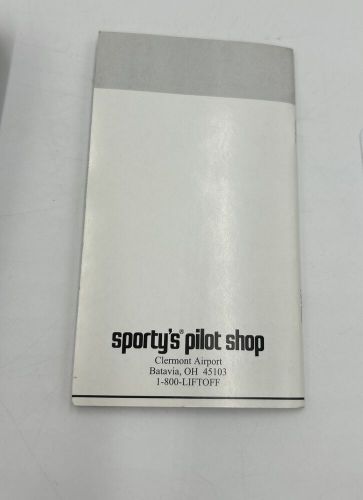 sporty's® pilot shop
Clermont Airport
Batavia, OH 45103
1-800-LIFTOFF